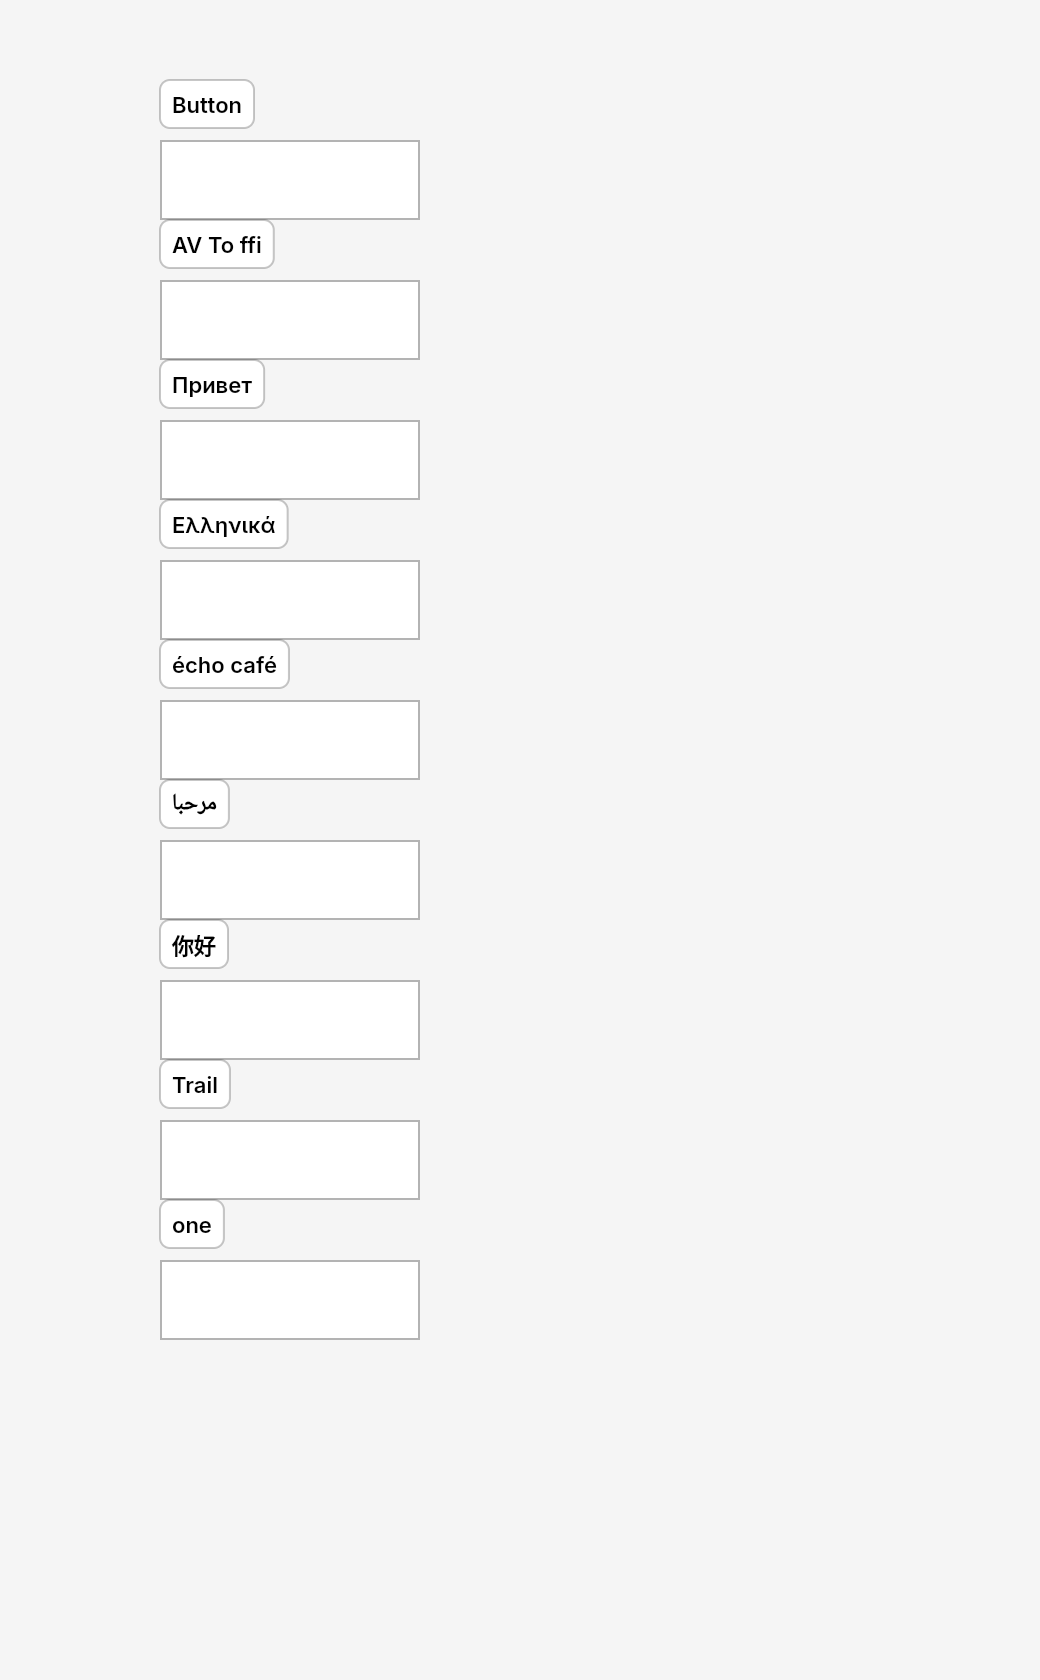 Button
AV To ffi
Привет
Ελληνικά
écho café
مرحبا
你好
Trail
one